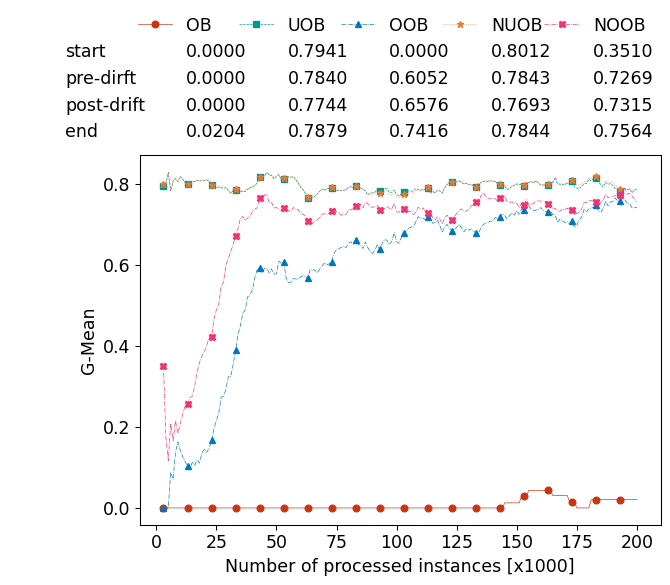 OB UOB OOB NUOB NOOB
start 0.0000 0.7941 0.0000 0.8012 0.3510
pre-dirft 0.0000 0.7840 0.6052 0.7843 0.7269
post-drift 0.0000 0.7744 0.6576 0.7693 0.7315
end 0.0204 0.7879 0.7416 0.7844 0.7564
0.8
0.6
0.4
0.2
0.0
G-Mean
0 25 50 75 100 125 150 175 200
Number of processed instances [x1000]